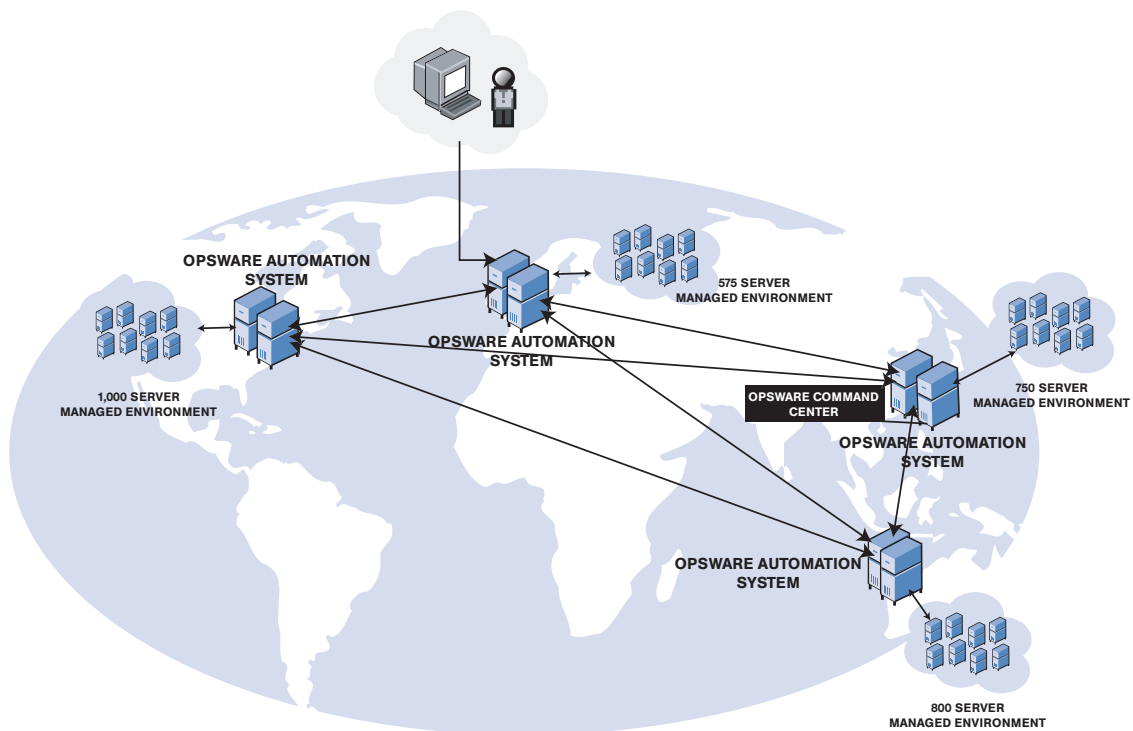 OPSWARE AUTOMATION
SYSTEM
575 SERVER
MANAGED ENVIRONMENT
OPSWARE AUTOMATION
SYSTEM
1,000 SERVER
MANAGED ENVIRONMENT
OPSWARE COMMAND
CENTER
750 SERVER
MANAGED ENVIRONMENT
OPSWARE AUTOMATION
SYSTEM
OPSWARE AUTOMATION
SYSTEM
800 SERVER
MANAGED ENVIRONMENT